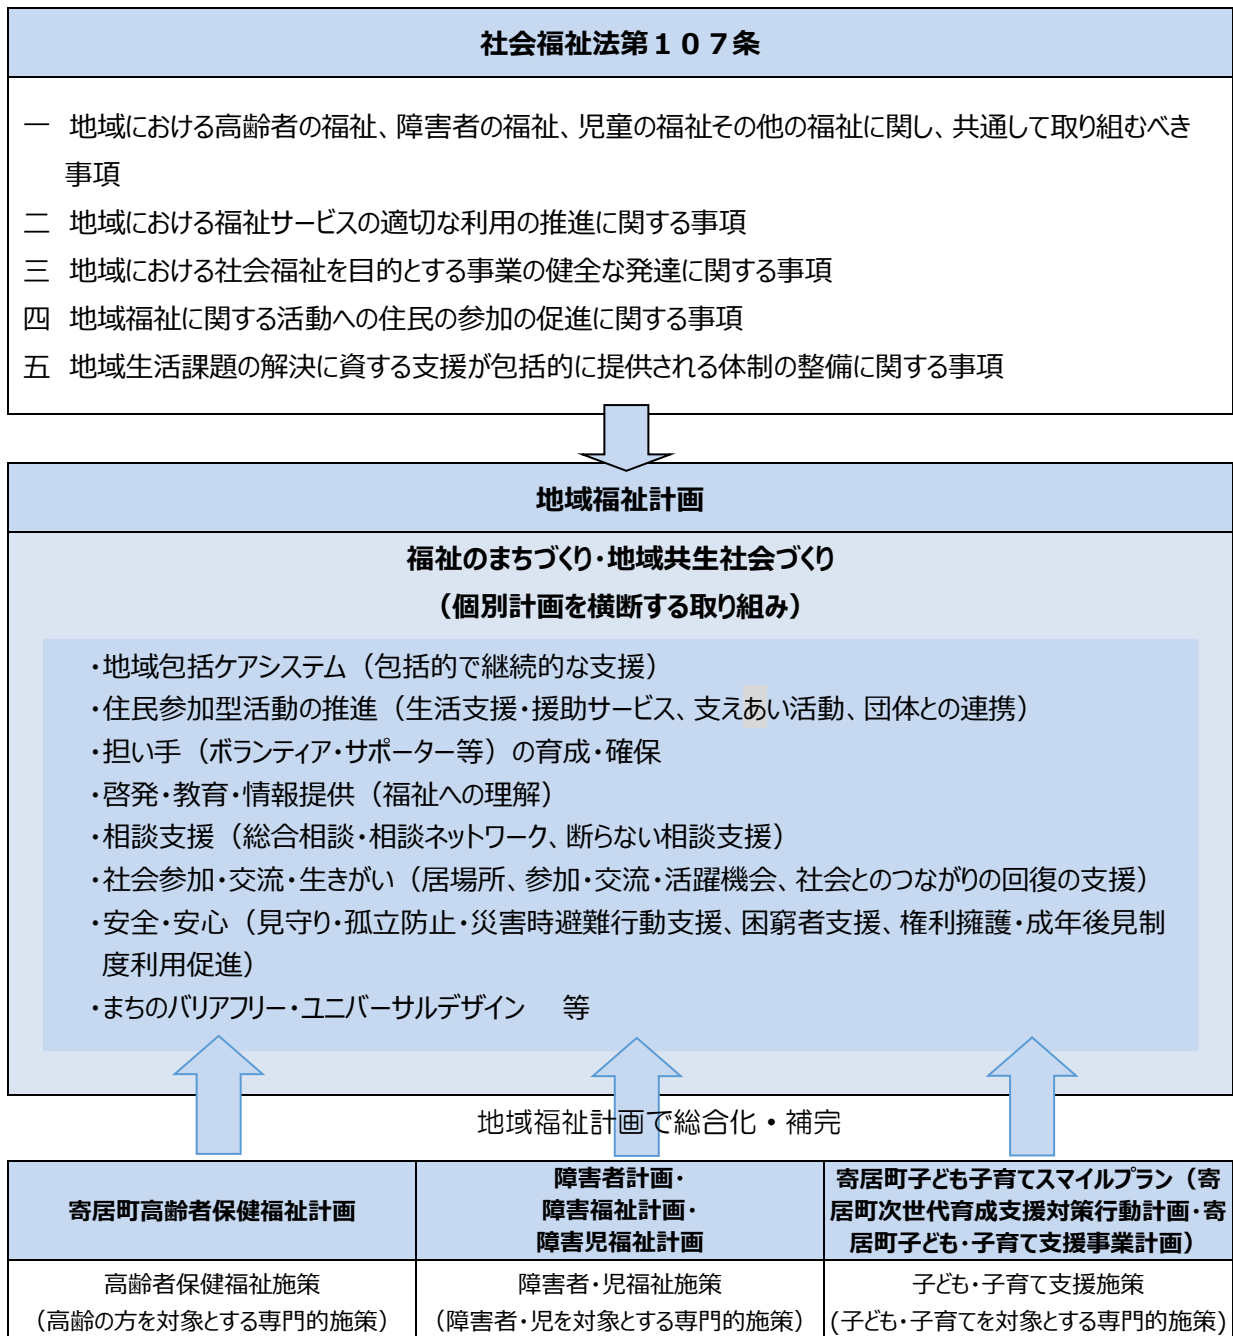 社会福祉法第１０７条
一　地域における高齢者の福祉、障害者の福祉、児童の福祉その他の福祉に関し、共通して取り組むべき
事項
二　地域における福祉サービスの適切な利用の推進に関する事項
三　地域における社会福祉を目的とする事業の健全な発達に関する事項
四　地域福祉に関する活動への住民の参加の促進に関する事項
五　地域生活課題の解決に資する支援が包括的に提供される体制の整備に関する事項
地域福祉計画
福祉のまちづくり・地域共生社会づくり
（個別計画を横断する取り組み）
・地域包括ケアシステム（包括的で継続的な支援）
・住民参加型活動の推進（生活支援・援助サービス、支えあい活動、団体との連携）
・担い手（ボランティア・サポーター等）の育成・確保
・啓発・教育・情報提供（福祉への理解）
・相談支援（総合相談・相談ネットワーク、断らない相談支援）
・社会参加・交流・生きがい（居場所、参加・交流・活躍機会、社会とのつながりの回復の支援）
・安全・安心（見守り・孤立防止・災害時避難行動支援、困窮者支援、権利擁護・成年後見制
度利用促進）
・まちのバリアフリー・ユニバーサルデザイン　等
地域福祉計画で総合化・補完
寄居町高齢者保健福祉計画
障害者計画・
障害福祉計画・
障害児福祉計画
寄居町子ども子育てスマイルプラン（寄
居町次世代育成支援対策行動計画・寄
居町子ども・子育て支援事業計画）
高齢者保健福祉施策
（高齢の方を対象とする専門的施策）
障害者・児福祉施策
（障害者・児を対象とする専門的施策）
子ども・子育て支援施策
（子ども・子育てを対象とする専門的施策）